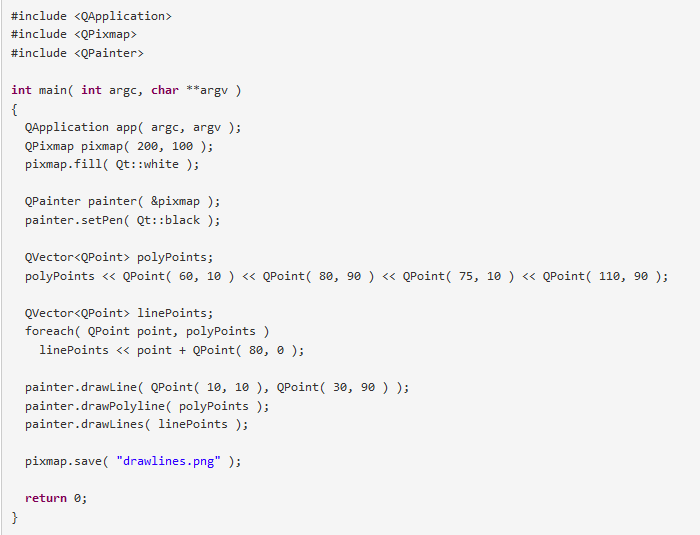 #include <QApplication>
#include <QPixmap>
#include <QPainter>

int main( int argc, char **argv )
{
  QApplication app( argc, argv );
  QPixmap pixmap( 200, 100 );
  pixmap.fill( Qt::white );

  QPainter painter( &pixmap );
  painter.setPen( Qt::black );

  QVector<QPoint> polyPoints;
  polyPoints << QPoint( 60, 10 ) << QPoint( 80, 90 ) << QPoint( 75, 10 ) << QPoint( 110, 90 );

  QVector<QPoint> linePoints;
  foreach( QPoint point, polyPoints )
    linePoints << point + QPoint( 80, 0 );

  painter.drawLine( QPoint( 10, 10 ), QPoint( 30, 90 ) );
  painter.drawPolyline( polyPoints );
  painter.drawLines( linePoints );

  pixmap.save( "drawlines.png" );

  return 0;
}